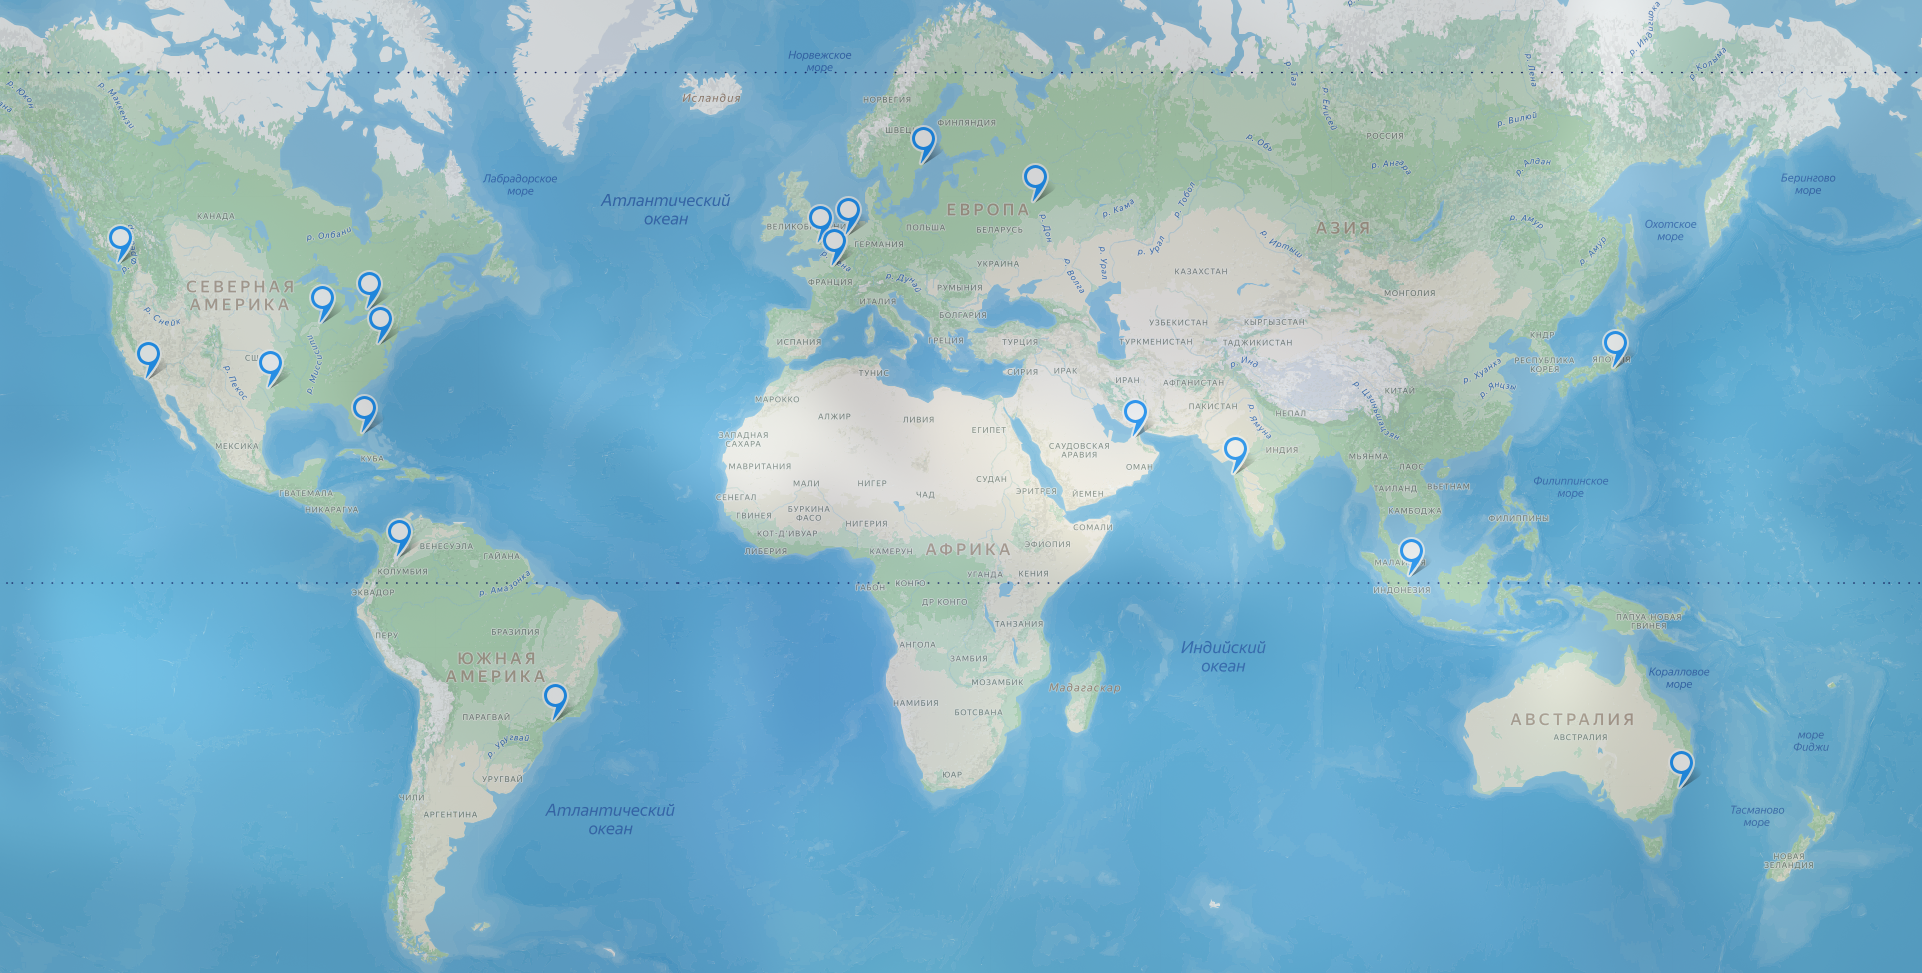 Норвежское
море
Исландия
НОРВЕГИЯ
ФИНЛЯНДИЯ
РОССИЯ
р. Юкон
р. Маккензи
р. Таз
р. Енисей
р. Лена
р. Индигирка
р. Колыма
р. Вилюй
р. Обь
р. Ангара
р. Алдан
Лабрадорское
море
Атлантический
океан
Берингово
море
КАНАДА
р. Олбани
ЕВРОПА
р. Дон
р. Кама
р. Тобол
АЗИЯ
р. Амур
Охотское
море
ПОЛЬША
БЕЛАРУСЬ
ГЕРМАНИЯ
р. Урал
р. Иртыш
р. Амур
УКРАИНА
р. Волга
р. Урал
КАЗАХСТАН
СЕВЕРНАЯ
АМЕРИКА
ФРАНЦИЯ
р. Дунай
РУМЫНИЯ
МОНГОЛИЯ
ИТАЛИЯ
р. Снейк
БОЛГАРИЯ
УЗБЕКИСТАН
КЫРГЫЗСТАН
ИСПАНИЯ
ГРЕЦИЯ
ТУРЦИЯ
ТУРКМЕНИСТАН
ТАДЖИКИСТАН
КНДР
РЕСПУБЛИКА
КОРЕЯ
р. Инд
р. Хуанхэ
р. Янцзы
р. Пекос
ТУНИС
СИРИЯ
ИРАК
ИРАН
АФГАНИСТАН
КИТАЙ
р. Цзиньшацзян
МАРОККО
АЛЖИР
ЛИВИЯ
ЕГИПЕТ
ПАКИСТАН
НЕПАЛ
р. Ямуна
ЗАПАДНАЯ
САХАРА
САУДОВСКАЯ
АРАВИЯ
МЕКСИКА
КУБА
МАВРИТАНИЯ
ОМАН
ИНДИЯ
МЬЯНМА
ЛАОС
МАЛИ
НИГЕР
СУДАН
ЧАД
ЭРИТРЕЯ
ЙЕМЕН
ТАИЛАНД
ВЬЕТНАМ
Филиппинское
море
ГВАТЕМАЛА
НИКАРАГУА
СЕНЕГАЛ
ГВИНЕЯ
БУРКИНА
ФАСО
НИГЕРИЯ
КАМБОДЖА
ФИЛИППИНЫ
КОТ-Д'ИВУАР
СОМАЛИ
ВЕНЕСУЭЛА
ГАЙАНА
ЛИБЕРИЯ
КАМЕРУН
АФРИКА
ЭФИОПИЯ
КОЛУМБИЯ
УГАНДА
КЕНИЯ
ЭКВАДОР
р. Амазонка
ГАБОН
КОНГО
ИНДОНЕЗИЯ
ДР КОНГО
ПЕРУ
БРАЗИЛИЯ
ТАНЗАНИЯ
ПАПУА-НОВАЯ
ГВИНЕЯ
АНГОЛА
ЗАМБИЯ
Индийский
океан
ЮЖНАЯ
АМЕРИКА
МОЗАМБИК
Мадагаскар
Коралловое
море
НАМИБИЯ
БОТСВАНА
ПАРАГВАЙ
АВСТРАЛИЯ
АВСТРАЛИЯ
р. Уругвай
море
Фиджи
УРУГВАЙ
ЮАР
ЧИЛИ
АРГЕНТИНА
Атлантический
океан
Тасманово
море
НОВАЯ
ЗЕЛАНДИЯ